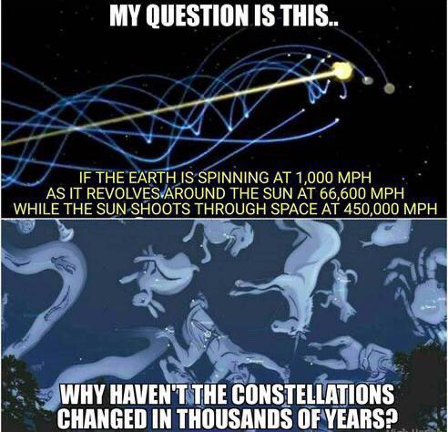 MY QUESTION IS THIS..
IF THE EARTH IS SPINNING AT 1,000 MPH
AS IT REVOLVES AROUND THE SUN AT 66,600 MPH
WHILE THE SUN SHOOTS THROUGH SPACE AT 450,000 MPH
WHY HAVEN'T THE CONSTELLATIONS
CHANGED IN THOUSANDS OF YEARS?